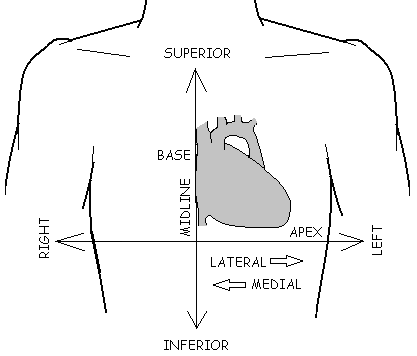 SUPERIOR
BASE
MIDLINE
APEX
RIGHT
LEFT
LATERAL
MEDIAL
INFERIOR